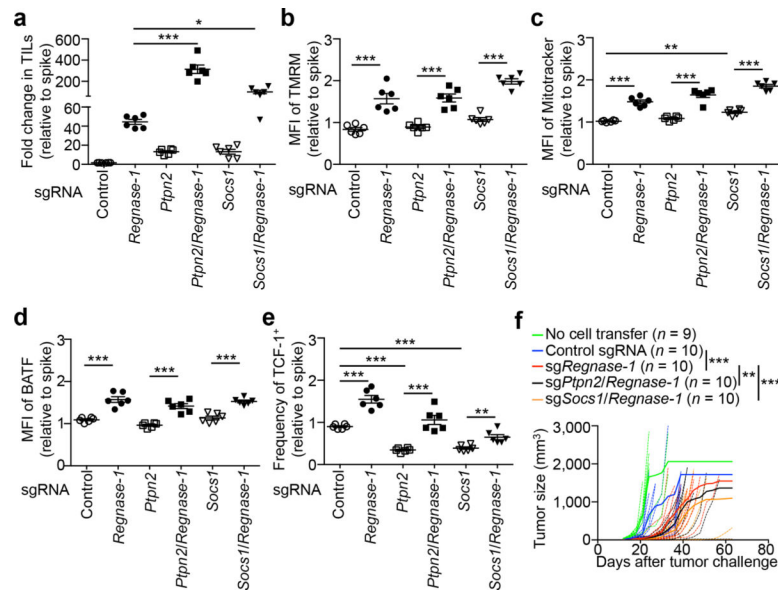 a
Fold change in TILs
(relative to spike)
600
400
200
60
40
20
0
***
*
sgRNA
Control
Regnase-1
Ptpn2
Ptpn2/Regnase-1
Socs1
Socs1/Regnase-1
b
MFI of TMRM
(relative to spike)
3
2
1
0
***
***
***
sgRNA
Control
Regnase-1
Ptpn2
Ptpn2/Regnase-1
Socs1
Socs1/Regnase-1
c
MFI of Mitotracker
(relative to spike)
3
2
1
0
**
***
***
***
sgRNA
Control
Regnase-1
Ptpn2
Ptpn2/Regnase-1
Socs1
Socs1/Regnase-1
d
MFI of BATF
(relative to spike)
3
2
1
0
***
***
***
sgRNA
Control
Regnase-1
Ptpn2
Ptpn2/Regnase-1
Socs1
Socs1/Regnase-1
e
Frequency of TCF-1+
(relative to spike)
3
2
1
0
***
***
***
***
**
sgRNA
Control
Regnase-1
Ptpn2
Ptpn2/Regnase-1
Socs1
Socs1/Regnase-1
f
No cell transfer (n = 9)
Control sgRNA (n = 10)
sgRegnase-1 (n = 10)
sgPtpn2/Regnase-1 (n = 10)
sgSocs1/Regnase-1 (n = 10)
***
**
***
Tumor size (mm3)
3,000
2,000
1,000
0
0 20 40 60 80
Days after tumor challenge